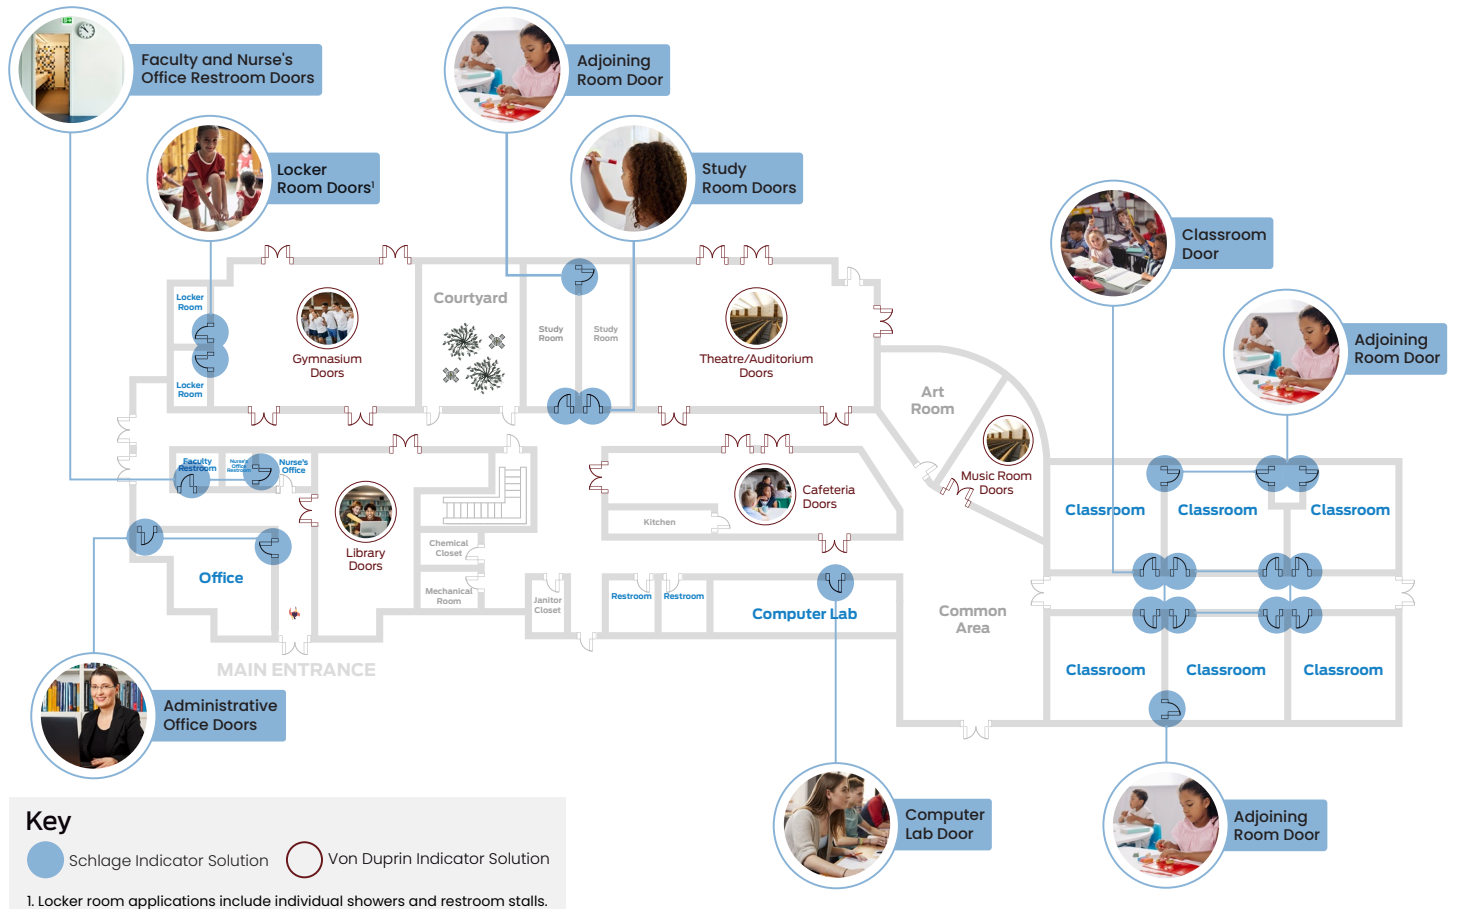 Faculty and Nurse's
Office Restroom Doors
Adjoining
Room Door
Locker
Room Doors¹
Study
Room Doors
Classroom
Door
Adjoining
Room Door
Locker
Room
Locker
Room
Gymnasium
Doors
Courtyard
Study
Room
Study
Room
Theatre/Auditorium
Doors
Art
Room
Music Room
Doors
Faculty
Restroom
Nurse's
Office
Restroom
Nurse's
Office
Library
Doors
Cafeteria
Doors
Kitchen
Chemical
Closet
Mechanical
Room
Janitor
Closet
Restroom
Restroom
Computer Lab
Common
Area
Classroom
Classroom
Classroom
Classroom
Classroom
Classroom
Office
MAIN ENTRANCE
Administrative
Office Doors
Computer
Lab Door
Adjoining
Room Door
Key
Schlage Indicator Solution
Von Duprin Indicator Solution
1. Locker room applications include individual showers and restroom stalls.